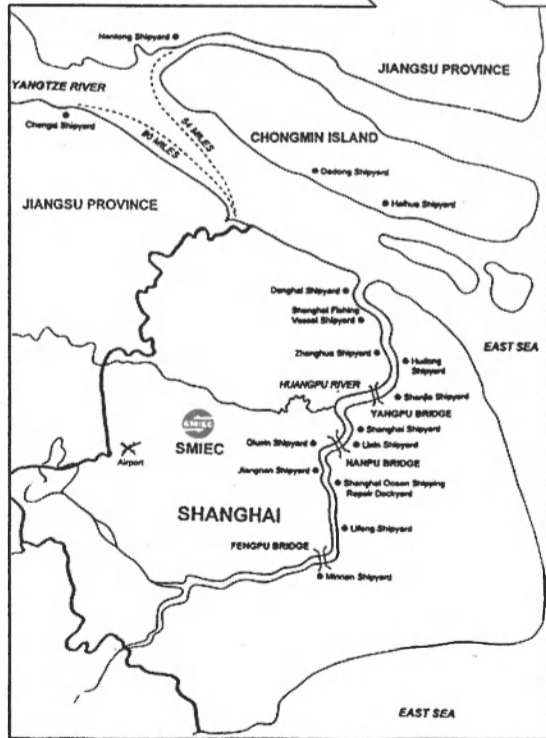 Nantong Shipyard
JIANGSU PROVINCE
YANGTZE RIVER
Chengxi Shipyard
54 MILES
90 MILES
CHONGMIN ISLAND
Dadong Shipyard
Haihua Shipyard
JIANGSU PROVINCE
Donghai Shipyard
Shanghai Fishing
Vessel Shipyard
EAST SEA
Zhonghua Shipyard
Hudong
Shipyard
HUANGPU RIVER
Shenjia Shipyard
YANGPU BRIDGE
SMIEC
SMIEC
Shanghai Shipyard
Qiuxin Shipyard
Lixin Shipyard
Airport
NANPU BRIDGE
Jiangnan Shipyard
Shanghai Ocean Shipping
Repair Dockyard
SHANGHAI
Lifeng Shipyard
FENGPU BRIDGE
Minnan Shipyard
EAST SEA